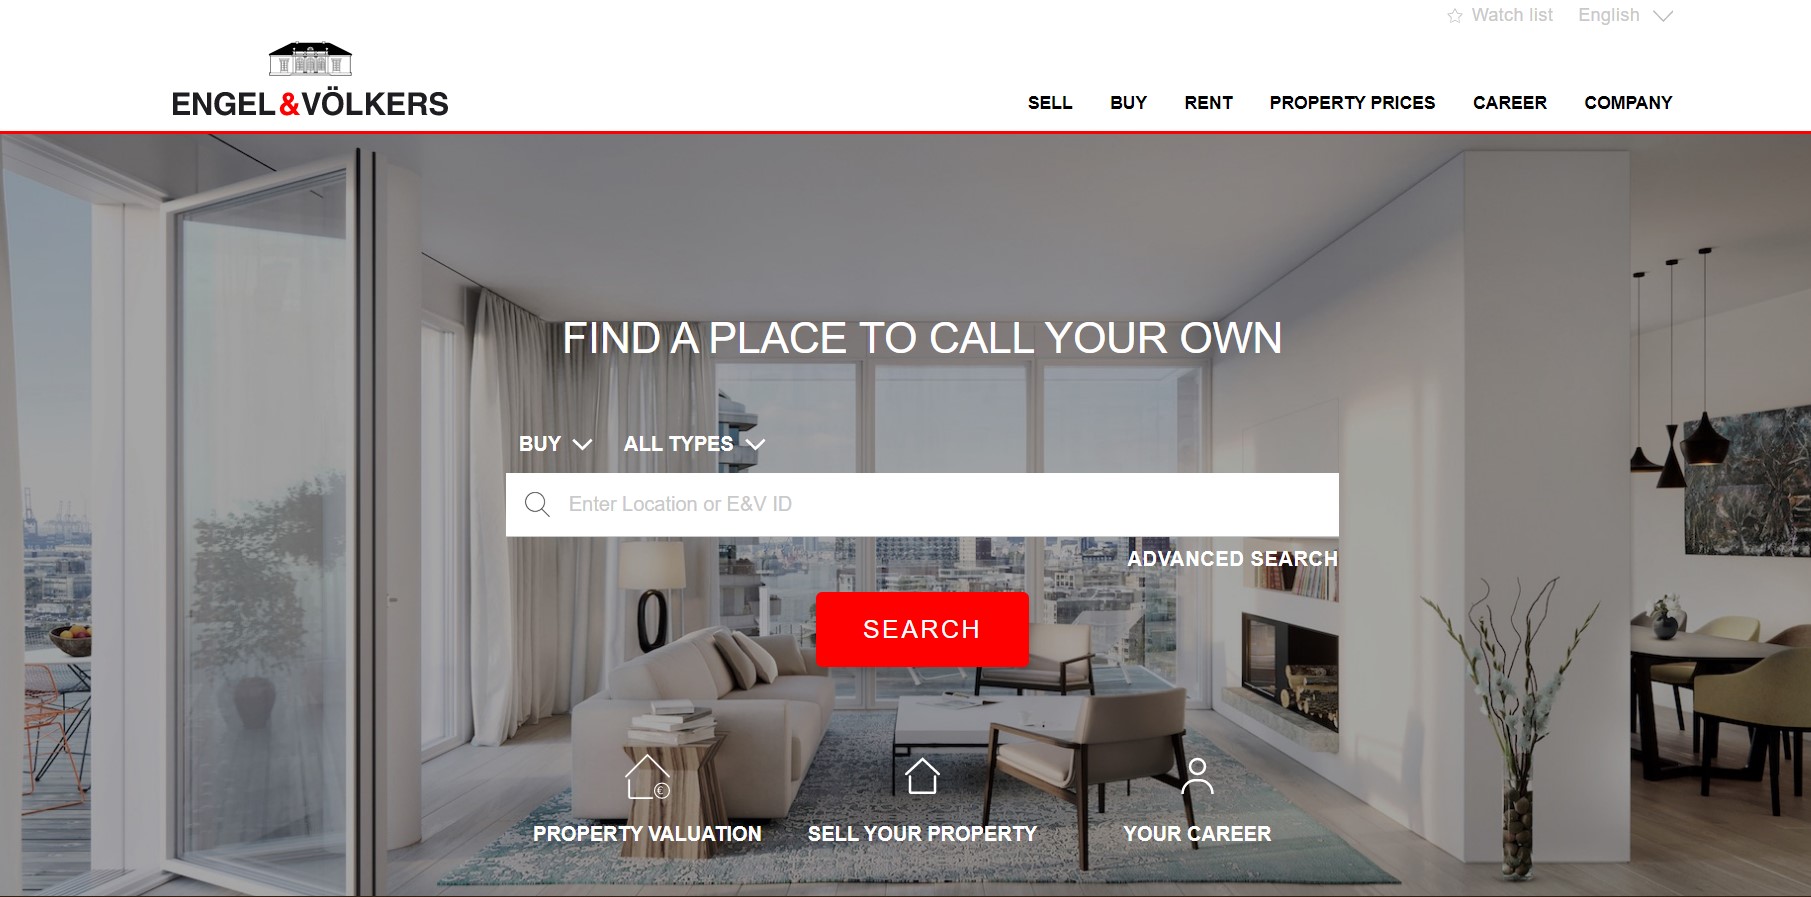 Watch list English
ENGEL&VÖLKERS
SELL BUY RENT PROPERTY PRICES CAREER COMPANY
FIND A PLACE TO CALL YOUR OWN
BUY ALL TYPES
Enter Location or E&V ID
ADVANCED SEARCH
SEARCH
PROPERTY VALUATION SELL YOUR PROPERTY YOUR CAREER